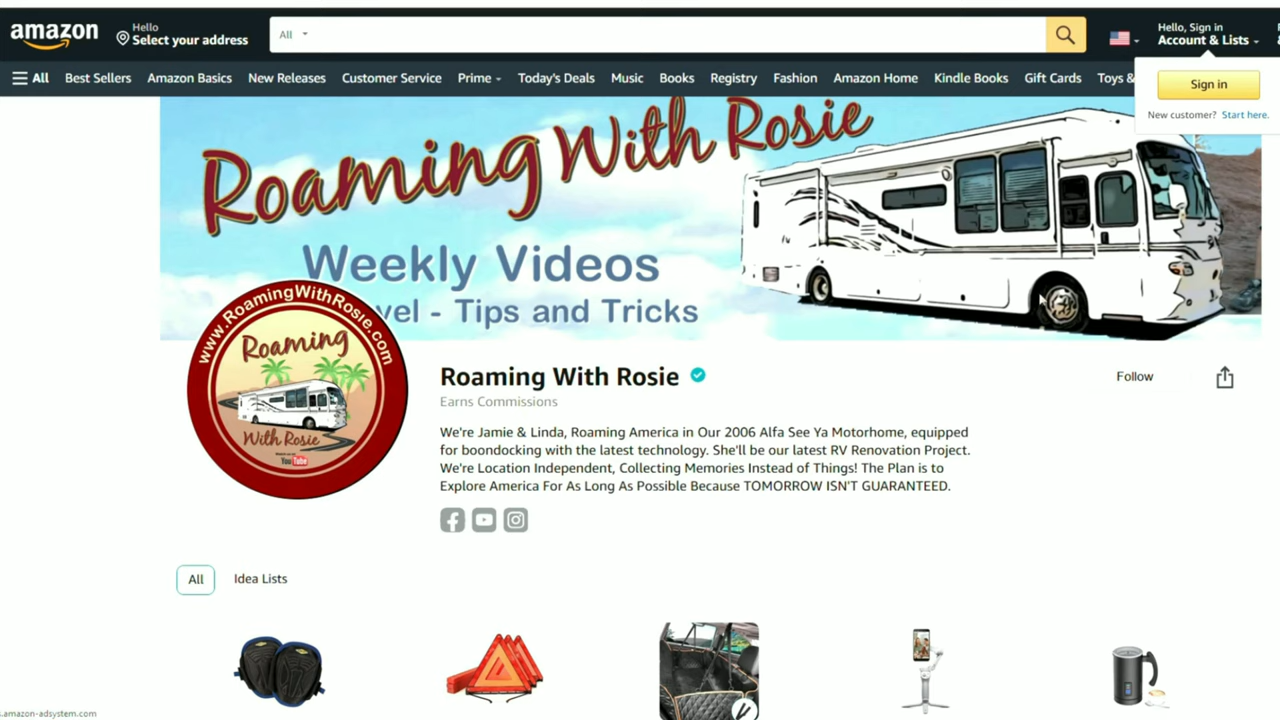 amazon
Hello
Select your address
All
Hello, Sign in
Account & Lists
All
Best Sellers
Amazon Basics
New Releases
Customer Service
Prime
Today's Deals
Music
Books
Registry
Fashion
Amazon Home
Kindle Books
Gift Cards
Toys &
Sign in
New customer? Start here.
Roaming With Rosie
Weekly Videos
vel - Tips and Tricks
www.RoamingWithRosie.com
Roaming
With Rosie
YouTube
Roaming With Rosie
Earns Commissions
Follow
We're Jamie & Linda, Roaming America in Our 2006 Alfa See Ya Motorhome, equipped
for boondocking with the latest technology. She'll be our latest RV Renovation Project.
We're Location Independent, Collecting Memories Instead of Things! The Plan is to
Explore America For As Long As Possible Because TOMORROW ISN'T GUARANTEED.
All
Idea Lists
.amazon-adsystem.com